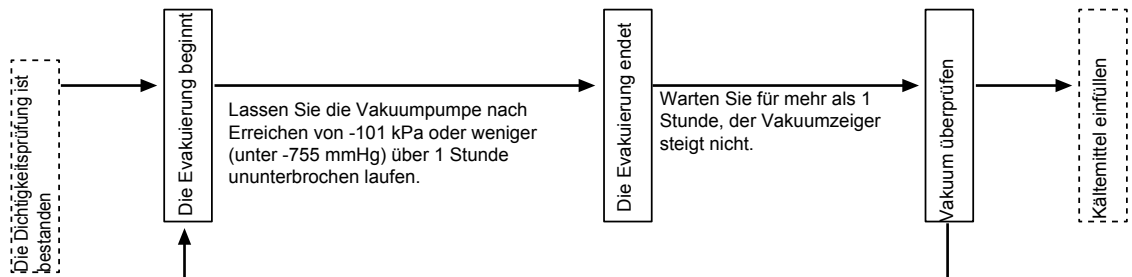 Die Dichtigkeitsprüfung ist
bestanden
Die Evakuierung beginnt
Lassen Sie die Vakuumpumpe nach
Erreichen von -101 kPa oder weniger
(unter -755 mmHg) über 1 Stunde
ununterbrochen laufen.
Die Evakuierung endet
Warten Sie für mehr als 1
Stunde, der Vakuumzeiger
steigt nicht.
Vakuum überprüfen
Kältemittel einfüllen